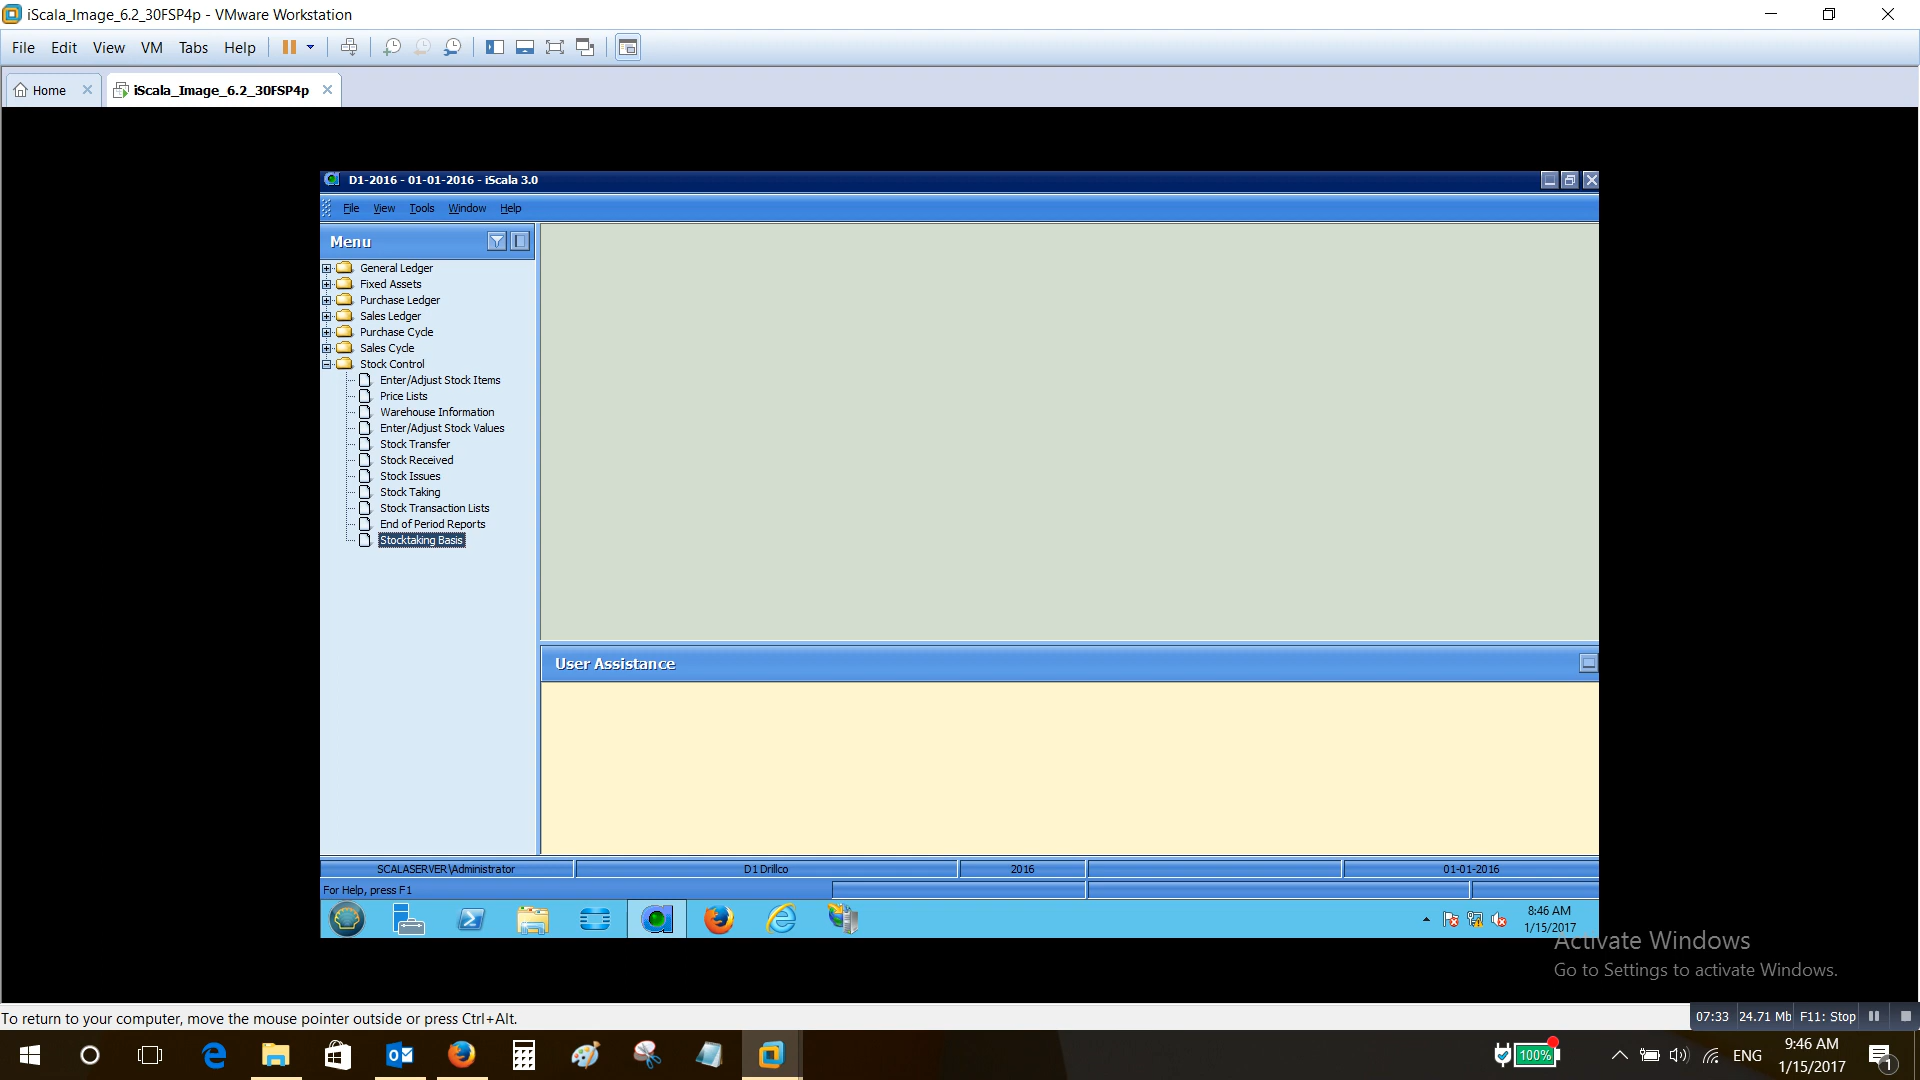 iScala_Image_6.2_30FSP4p - VMware Workstation
File Edit View VM Tabs Help
Home iScala_Image_6.2_30FSP4p
D1-2016 - 01-01-2016 - iScala 3.0
File View Tools Window Help
Menu
General Ledger
Fixed Assets
Purchase Ledger
Sales Ledger
Purchase Cycle
Sales Cycle
Stock Control
Enter/Adjust Stock Items
Price Lists
Warehouse Information
Enter/Adjust Stock Values
Stock Transfer
Stock Received
Stock Issues
Stock Taking
Stock Transaction Lists
End of Period Reports
Stocktaking Basis
User Assistance
SCALASERVER\Administrator D1 Drillco 2016 01-01-2016
For Help, press F1
8:46 AM
1/15/2017
Activate Windows
Go to Settings to activate Windows.
To return to your computer, move the mouse pointer outside or press Ctrl+Alt.
07:33 24.71 Mb F11: Stop
100% ENG 9:46 AM
1/15/2017
1